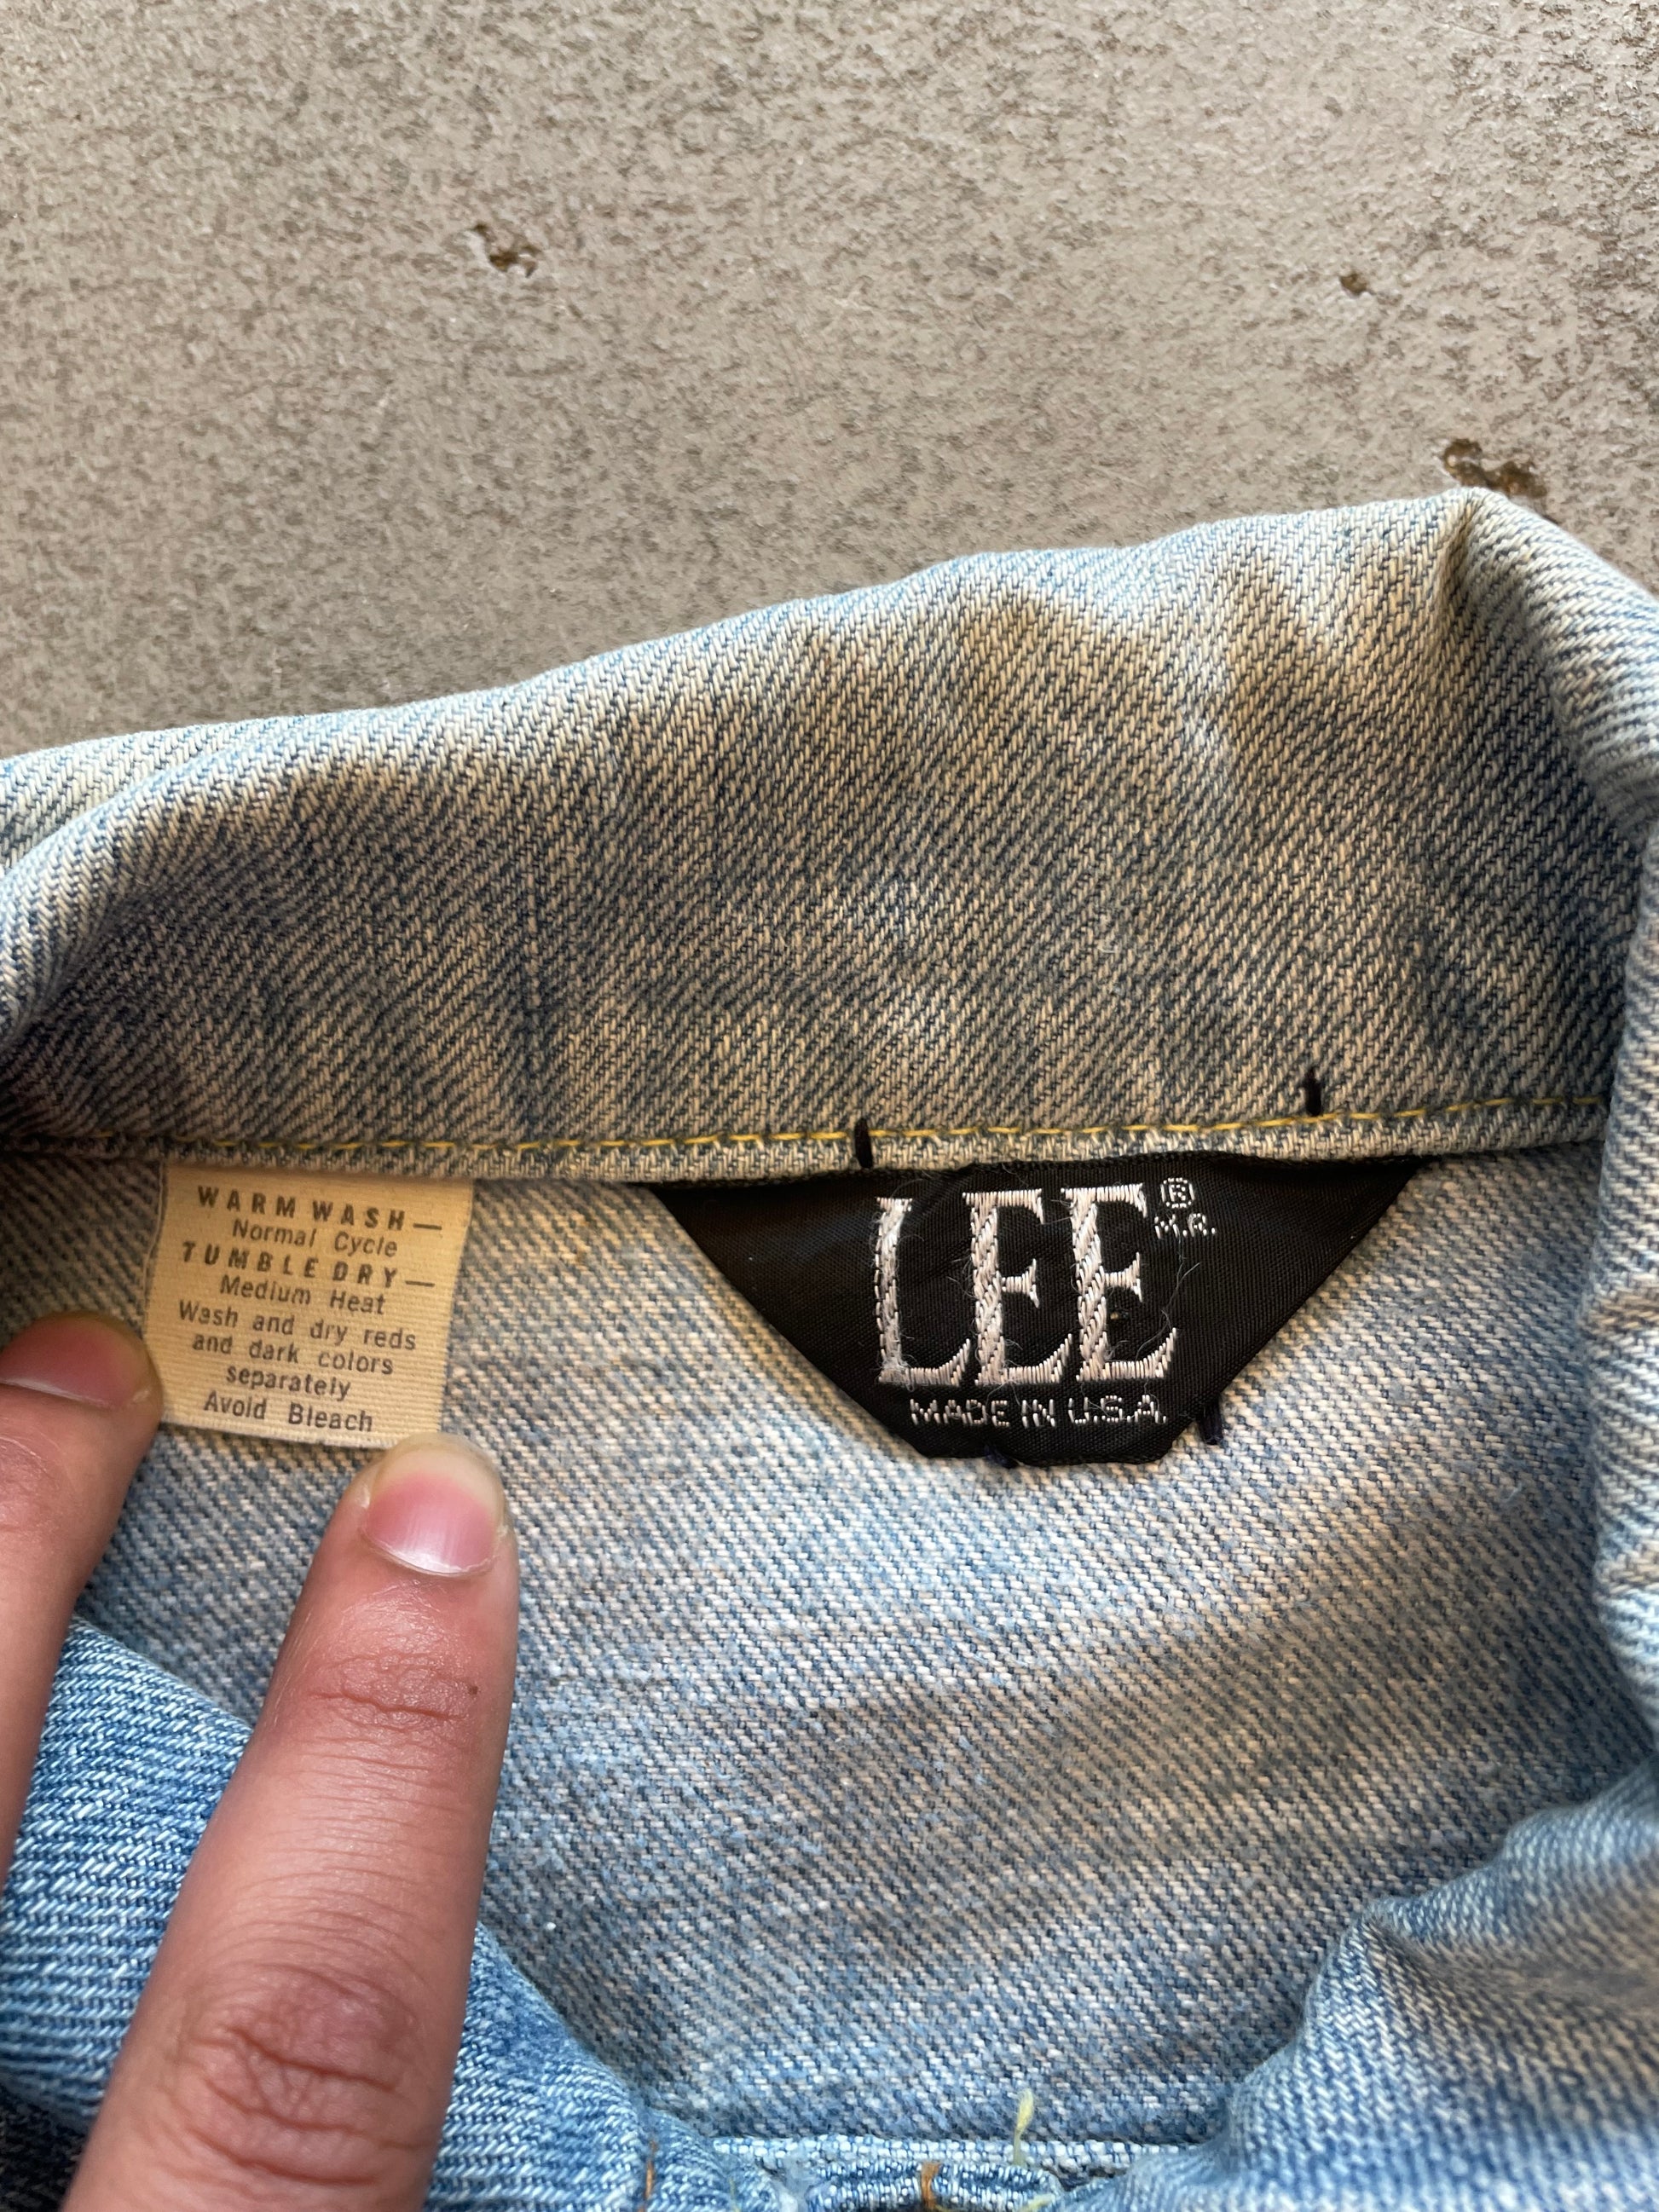 WARM WASH—
Normal Cycle
TUMBLE DRY—
Medium Heat
Wash and dry reds
and dark colors
separately
Avoid Bleach
LEE ®
M.R.
MADE IN U.S.A.